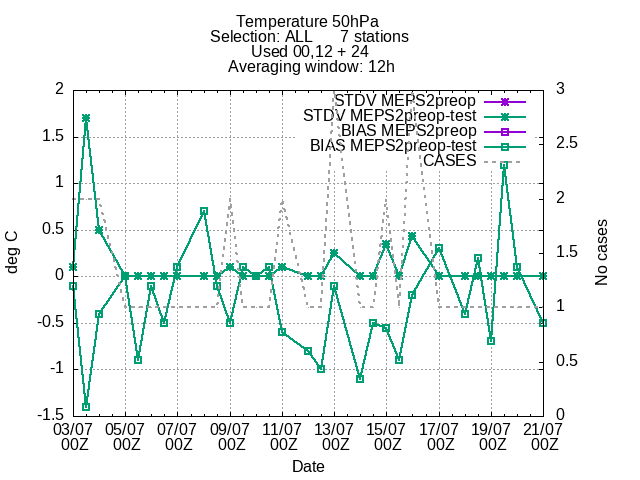 Temperature 50hPa
Selection: ALL 7 stations
Used 00,12 + 24
Averaging window: 12h
STDV MEPS2preop
STDV MEPS2preop-test
BIAS MEPS2preop
BIAS MEPS2preop-test
CASES
deg C
2
1.5
1
0.5
0
-0.5
-1
-1.5
No cases
3
2.5
2
1.5
1
0.5
0
03/07 05/07 07/07 09/07 11/07 13/07 15/07 17/07 19/07 21/07
00Z 00Z 00Z 00Z 00Z 00Z 00Z 00Z 00Z 00Z
Date